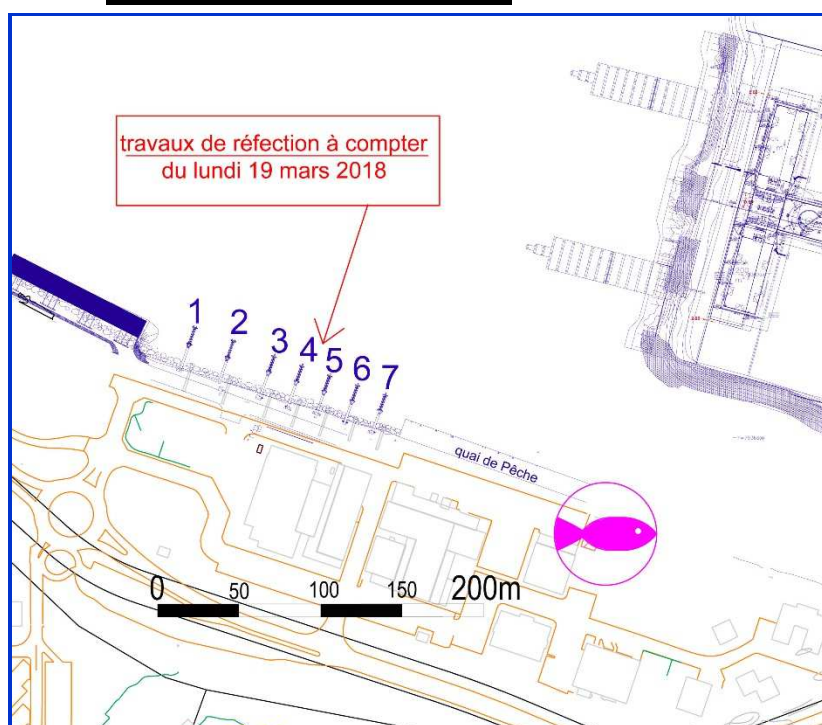 travaux de réfection à compter
du lundi 19 mars 2018
1
2
3
4
5
6
7
quai de Pêche
0 50 100 150 200m